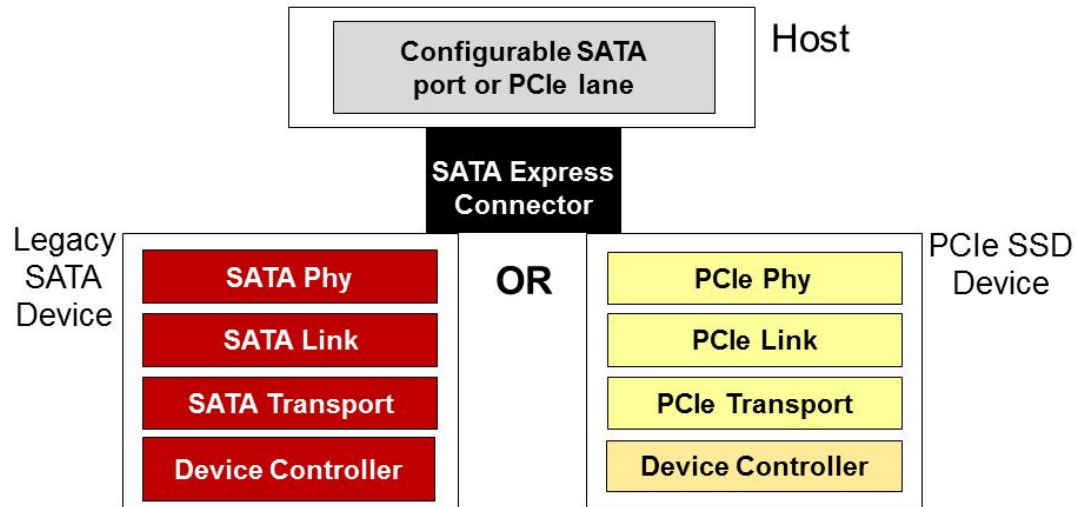 Configurable SATA
port or PCIe lane
Host
SATA Express
Connector
Legacy
SATA
Device
SATA Phy
SATA Link
SATA Transport
Device Controller
OR
PCIe SSD
Device
PCIe Phy
PCIe Link
PCIe Transport
Device Controller